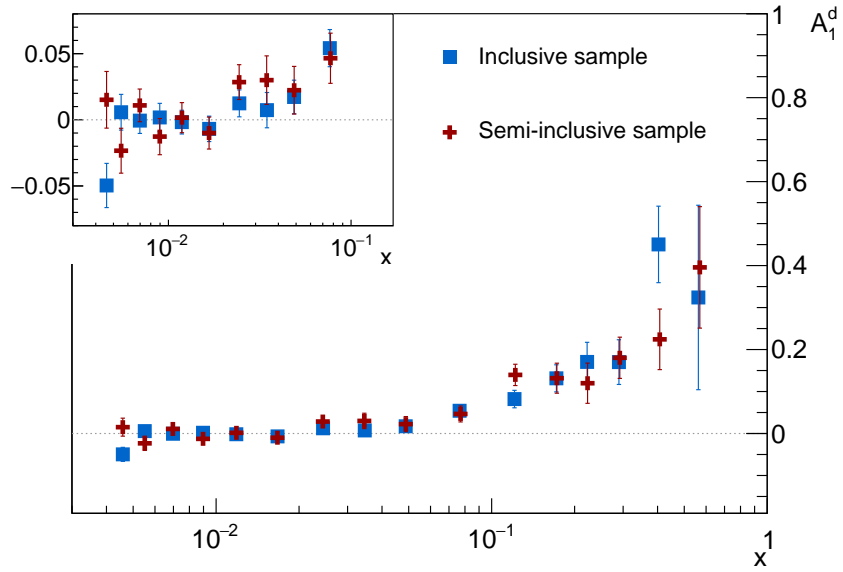 1
A₁ᵈ
0.05
Inclusive sample
0.8
0
Semi-inclusive sample
−0.05
0.6
10⁻²
10⁻¹
x
0.4
0.2
0
10⁻²
10⁻¹
1
x